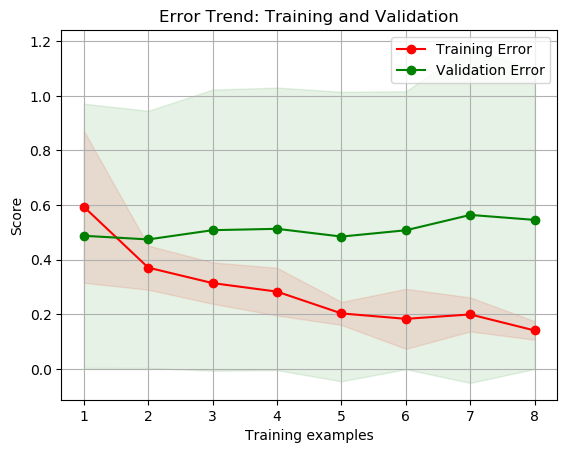 Error Trend: Training and Validation
Training Error
Validation Error
1.2
1.0
0.8
0.6
0.4
0.2
0.0
Score
1 2 3 4 5 6 7 8
Training examples